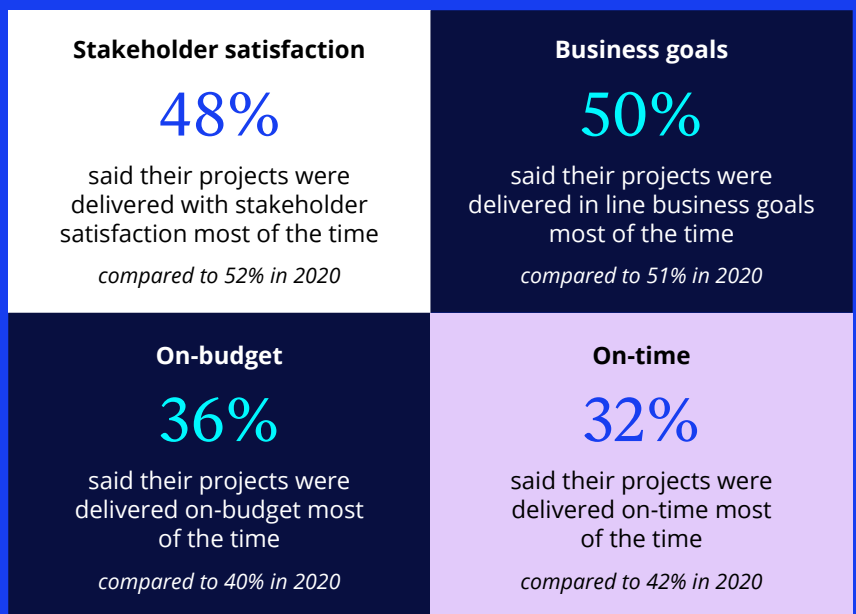 Stakeholder satisfaction
48%
said their projects were
delivered with stakeholder
satisfaction most of the time
compared to 52% in 2020
Business goals
50%
said their projects were
delivered in line business goals
most of the time
compared to 51% in 2020
On-budget
36%
said their projects were
delivered on-budget most
of the time
compared to 40% in 2020
On-time
32%
said their projects were
delivered on-time most
of the time
compared to 42% in 2020